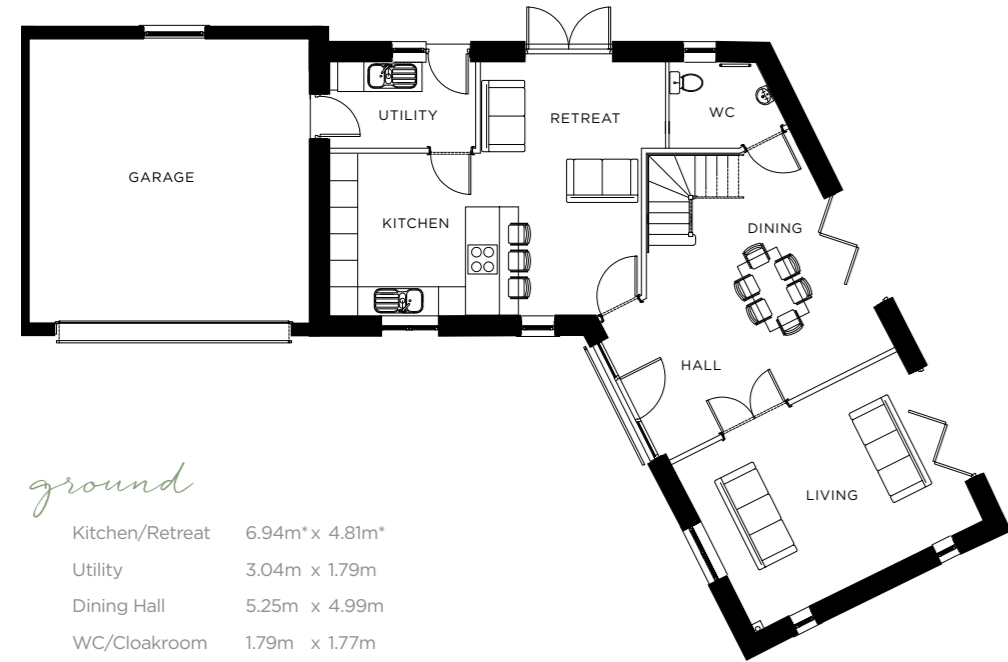 UTILITY
RETREAT
WC
GARAGE
KITCHEN
DINING
HALL
LIVING
ground
Kitchen/Retreat 6.94m* x 4.81m*
Utility 3.04m x 1.79m
Dining Hall 5.25m x 4.99m
WC/Cloakroom 1.79m x 1.77m